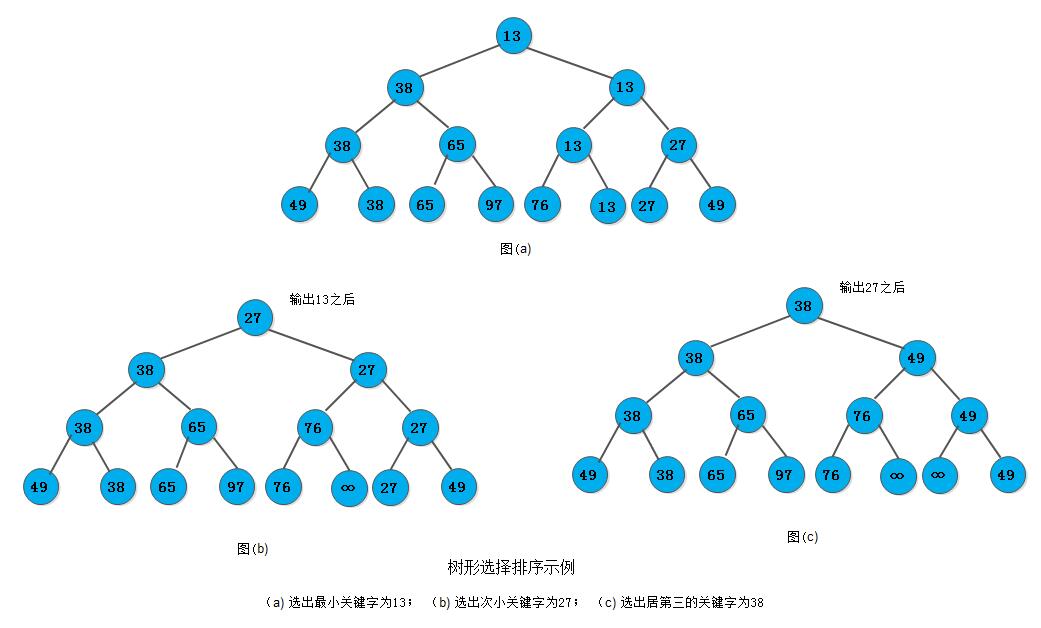 13
38 13
38 65 13 27
49 38 65 97 76 13 27 49
图(a)
输出13之后
27
38 27
38 65 76 27
49 38 65 97 76 ∞ 27 49
图(b)
输出27之后
38
38 49
38 65 76 49
49 38 65 97 76 ∞ ∞ 49
图(c)
树形选择排序示例
(a) 选出最小关键字为13； (b) 选出次小关键字为27； (c) 选出居第三的关键字为38